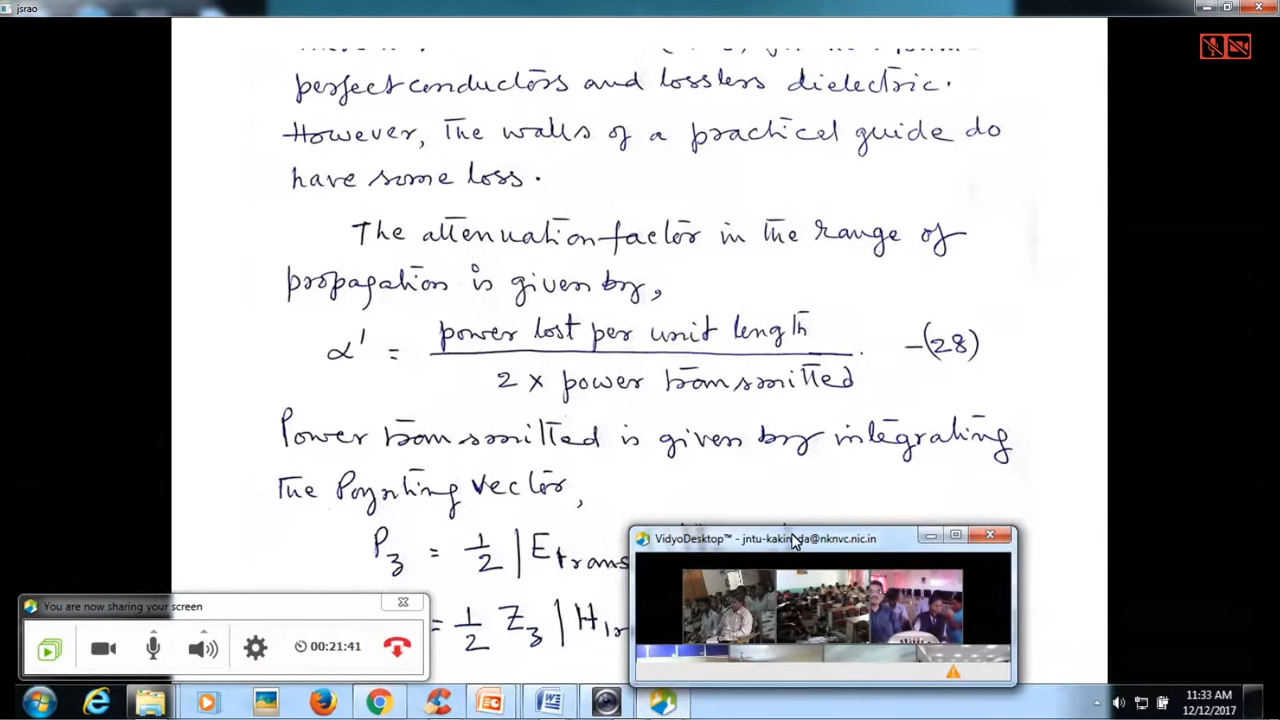 jsrao
perfect conductors and lossless dielectric.
However, the walls of a practical guide do
have some loss.
The attenuation factor in the range of
propagation is given by,
α' = power lost per unit length / 2 x power transmitted -(28)
Power transmitted is given by integrating
the Poynting vector,
P3 = 1/2 |Etrans
= 1/2 Z3 |H
VidyoDesktop™ - jntu-kakin da@nknvc.nic.in
You are now sharing your screen
00:21:41
11:33 AM
12/12/2017